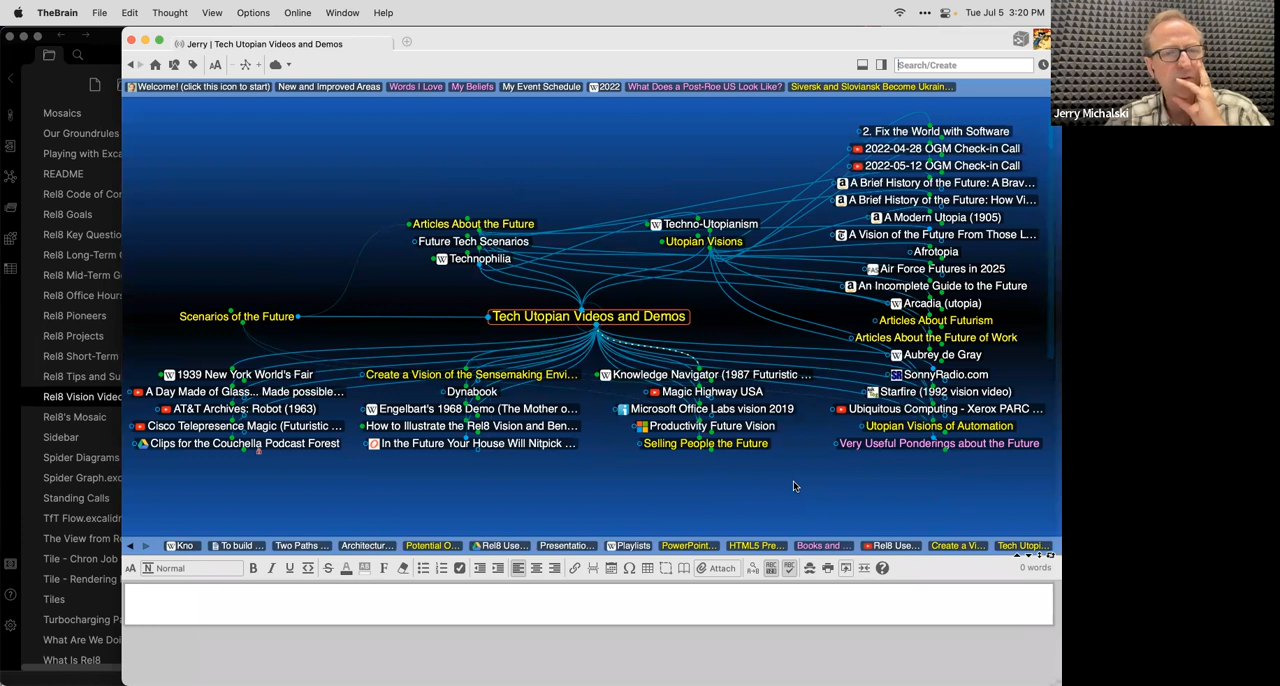 TheBrain File Edit Thought View Options Online Window Help
Tue Jul 5 3:20 PM
Jerry | Tech Utopian Videos and Demos
Search/Create
Welcome! (click this icon to start) New and Improved Areas Words I Love My Beliefs My Event Schedule 2022 What Does a Post-Roe US Look Like? Siversk and Sloviansk Become Ukrain...
Mosaics
Our Groundrules
Playing with Exca
README
Rel8 Code of Con
Rel8 Goals
Rel8 Key Questio
Rel8 Long-Term G
Rel8 Mid-Term Go
Rel8 Office Hours
Rel8 Pioneers
Rel8 Projects
Rel8 Short-Term
Rel8 Tips and Su
Rel8 Vision Video
Rel8's Mosaic
Sidebar
Spider Diagrams
Spider Graph.exc
Standing Calls
TfT Flow.excalidr
The View from R
Tile - Chron Job
Tile - Rendering
Tiles
Turbocharging Pa
What Are We Doi
What Is Rel8
Articles About the Future
Future Tech Scenarios
Technophilia
Techno-Utopianism
Utopian Visions
2. Fix the World with Software
2022-04-28 OGM Check-in Call
2022-05-12 OGM Check-in Call
A Brief History of the Future: A Brav...
A Brief History of the Future: How Vi...
A Modern Utopia (1905)
A Vision of the Future From Those L...
Afrotopia
Air Force Futures in 2025
An Incomplete Guide to the Future
Arcadia (utopia)
Articles About Futurism
Articles About the Future of Work
Aubrey de Gray
Scenarios of the Future
Tech Utopian Videos and Demos
1939 New York World's Fair
A Day Made of Glass... Made possible...
AT&T Archives: Robot (1963)
Cisco Telepresence Magic (Futuristic ...
Clips for the Couchella Podcast Forest
Create a Vision of the Sensemaking Envi...
Dynabook
Engelbart's 1968 Demo (The Mother o...
How to Illustrate the Rel8 Vision and Ben...
In the Future Your House Will Nitpick ...
Knowledge Navigator (1987 Futuristic ...
Magic Highway USA
Microsoft Office Labs vision 2019
Productivity Future Vision
Selling People the Future
SonnyRadio.com
Starfire (1992 vision video)
Ubiquitous Computing - Xerox PARC ...
Utopian Visions of Automation
Very Useful Ponderings about the Future
Kno To build ... Two Paths ... Architectur... Potential O... Rel8 Use... Presentatio... Playlists PowerPoint... HTML5 Pre... Books and ... Rel8 Use... Create a Vi... Tech Utopi...
Normal
Attach
0 words
Jerry Michalski